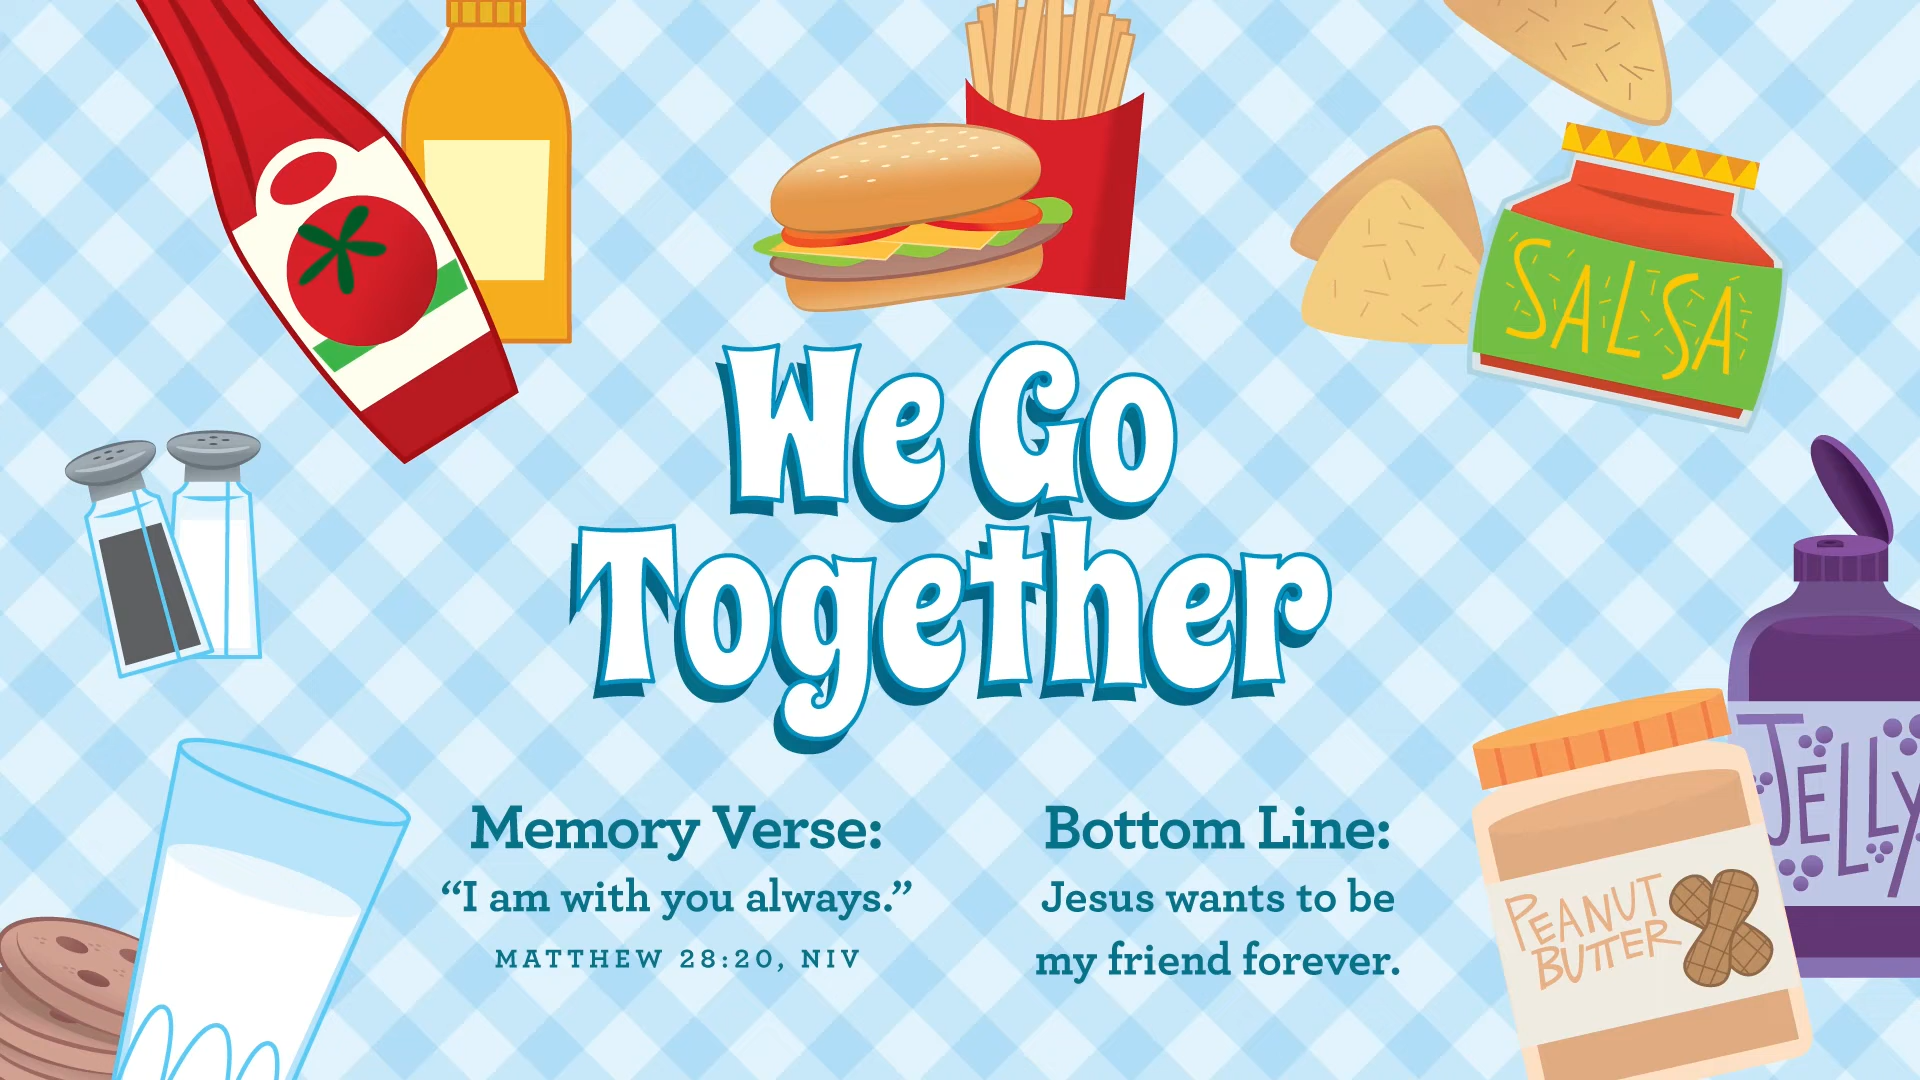 SALSA
We Go
Together
JELLY
PEANUT
BUTTER
Memory Verse:
“I am with you always.”
MATTHEW 28:20, NIV
Bottom Line:
Jesus wants to be
my friend forever.